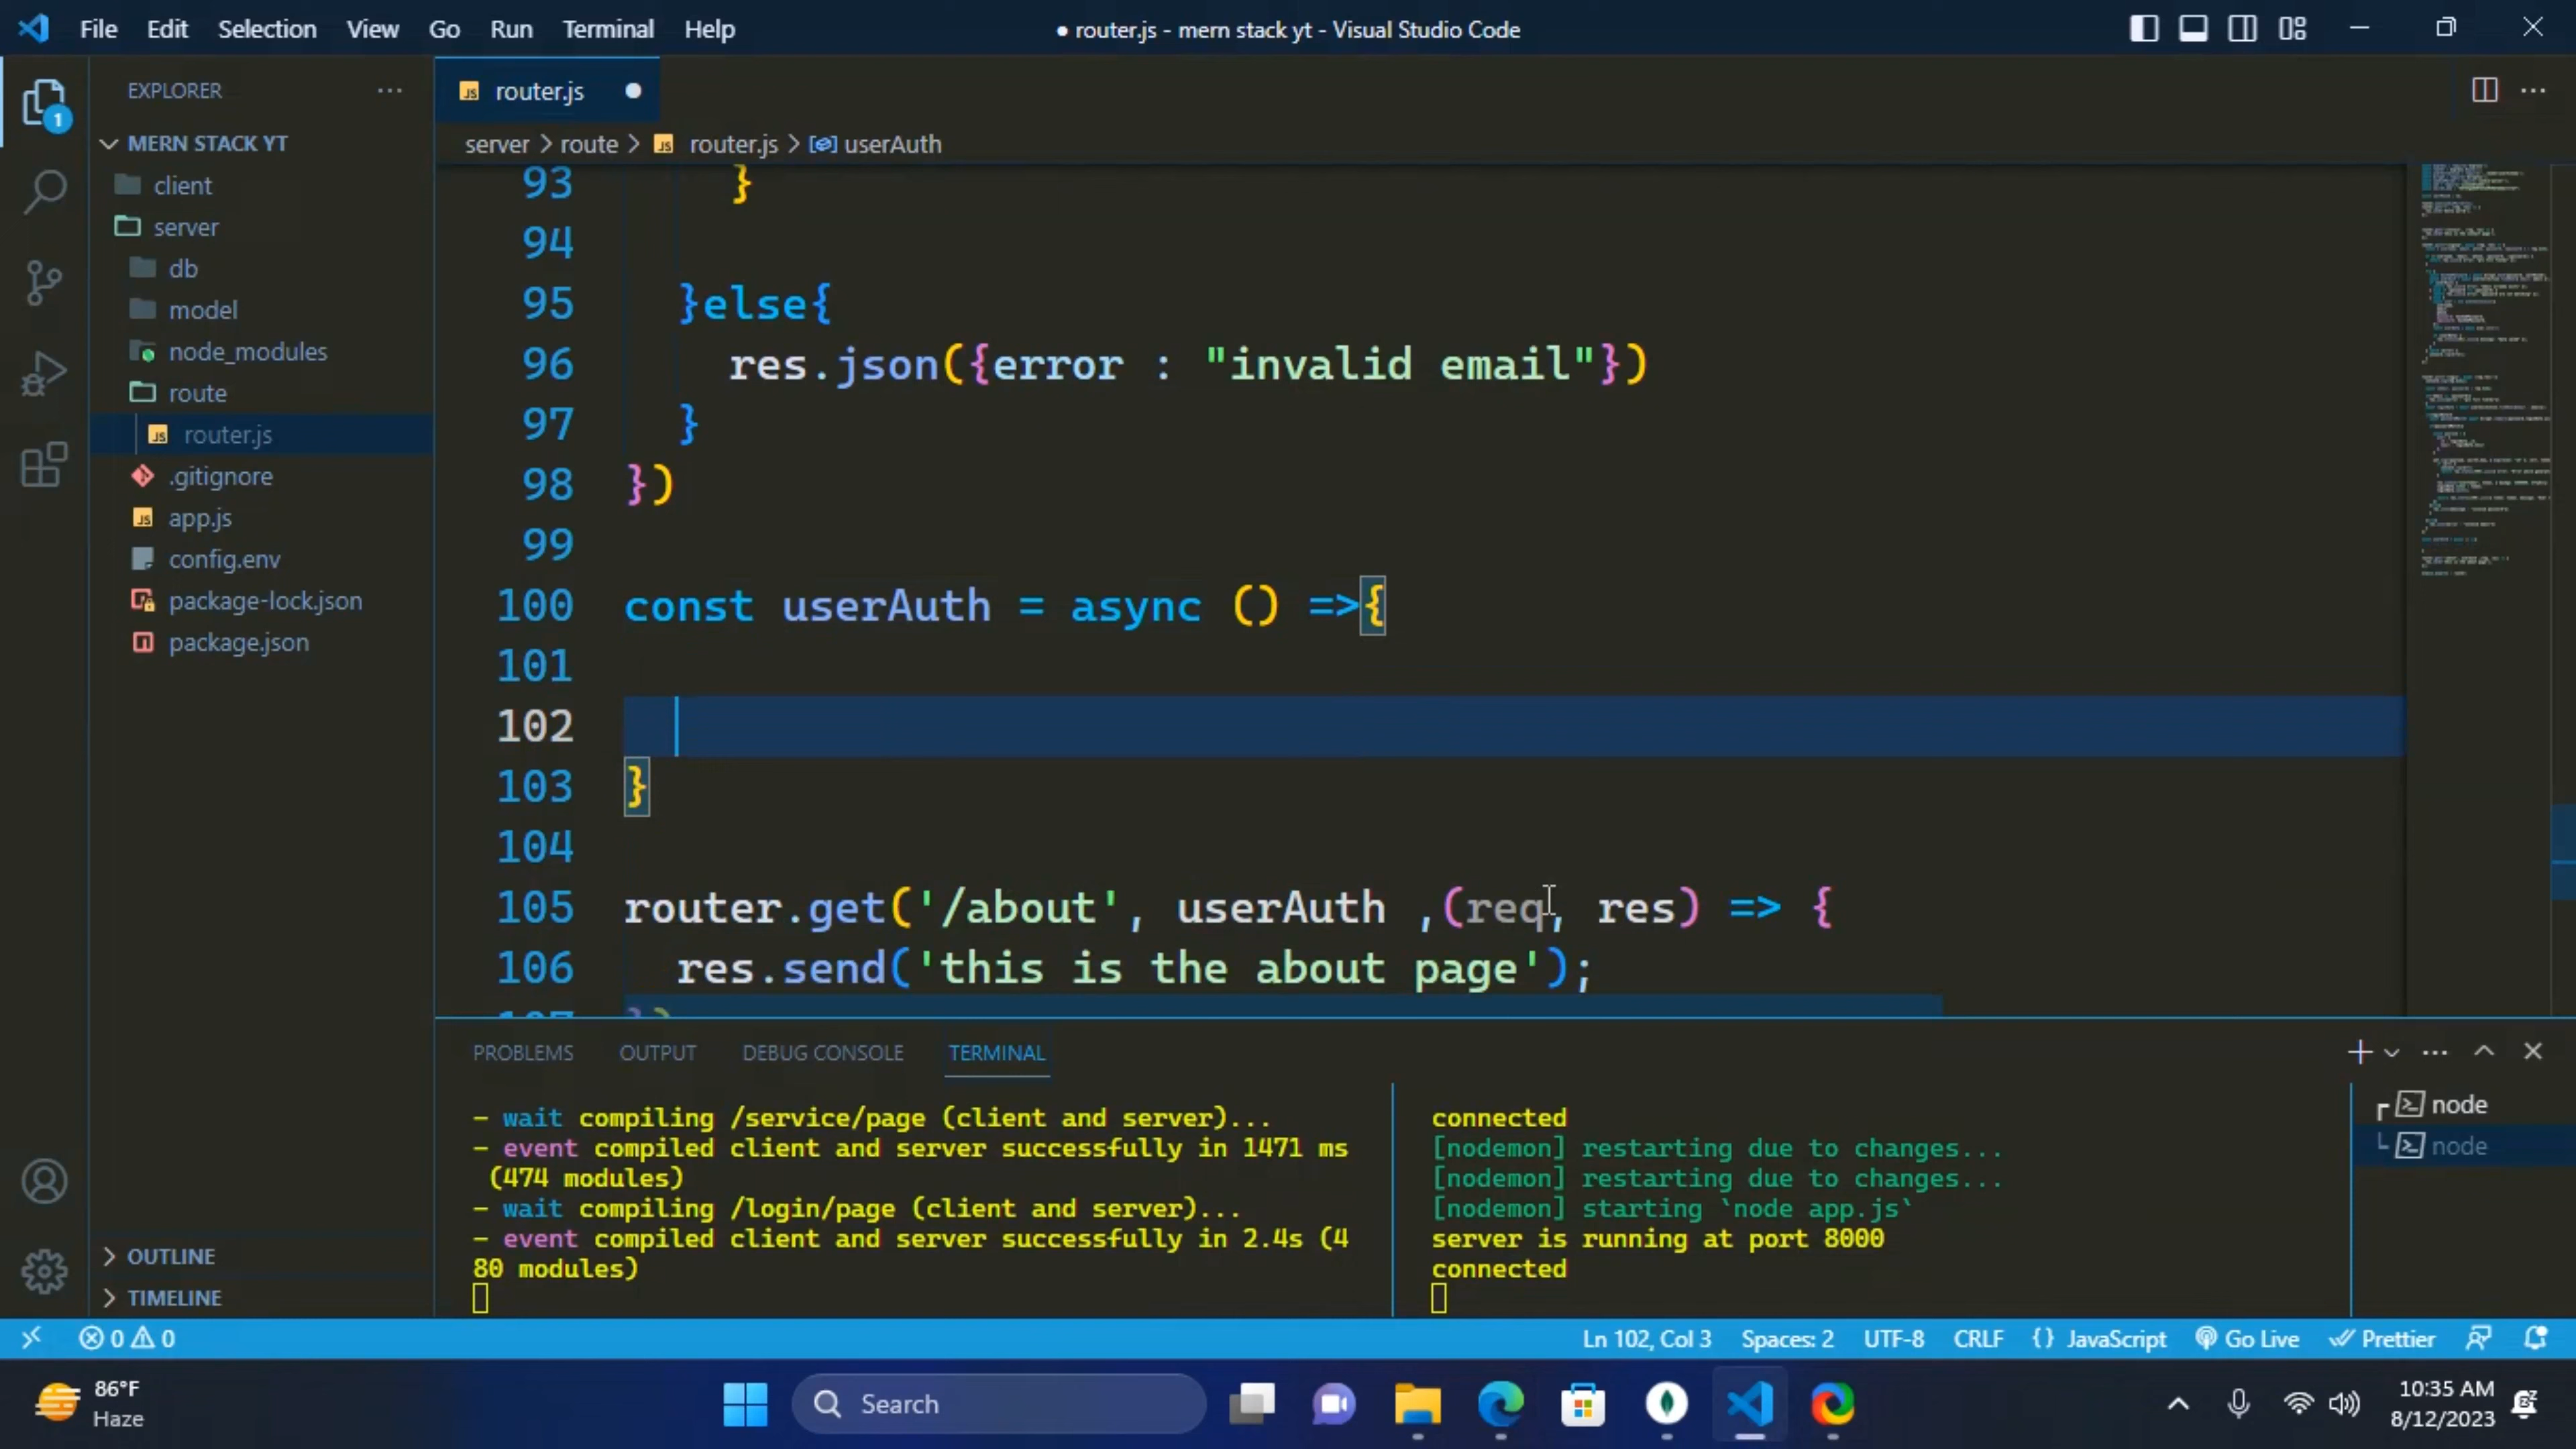 File Edit Selection View Go Run Terminal Help
● router.js - mern stack yt - Visual Studio Code
EXPLORER
1
MERN STACK YT
client
server
db
model
node_modules
route
router.js
.gitignore
app.js
config.env
package-lock.json
package.json
OUTLINE
TIMELINE
router.js
server > route > router.js > userAuth
93 }
94
95 }else{
96 res.json({error : "invalid email"})
97 }
98 })
99
100 const userAuth = async () =>{
101
102
103 }
104
105 router.get('/about', userAuth ,(req, res) => {
106 res.send('this is the about page');
PROBLEMS OUTPUT DEBUG CONSOLE TERMINAL
- wait compiling /service/page (client and server)...
- event compiled client and server successfully in 1471 ms
(474 modules)
- wait compiling /login/page (client and server)...
- event compiled client and server successfully in 2.4s (4
80 modules)
connected
[nodemon] restarting due to changes...
[nodemon] restarting due to changes...
[nodemon] starting `node app.js`
server is running at port 8000
connected
node
node
0 0
Ln 102, Col 3 Spaces: 2 UTF-8 CRLF {} JavaScript Go Live Prettier
86°F
Haze
Search
10:35 AM
8/12/2023